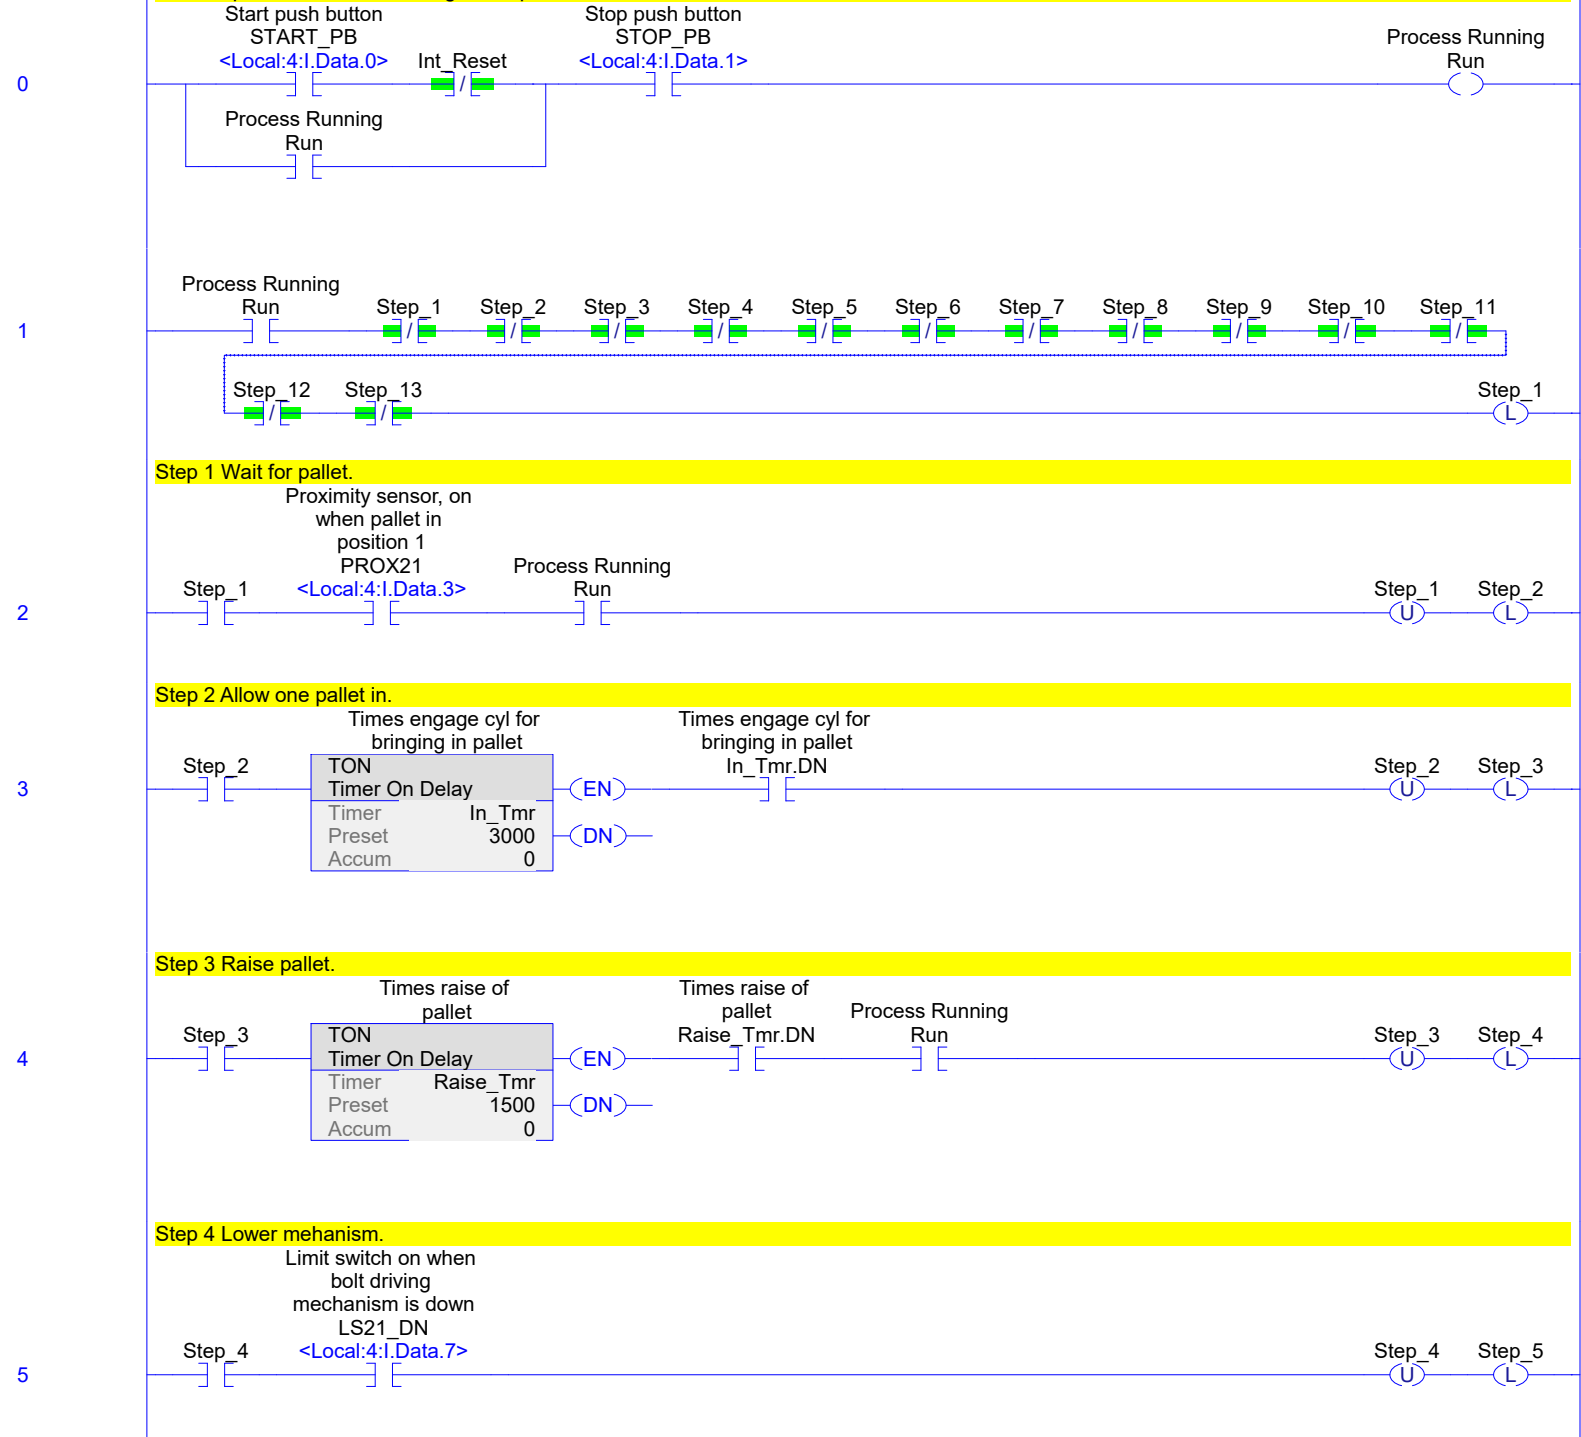 Start push button
START_PB
<Local:4:I.Data.0>
Int_Reset
Stop push button
STOP_PB
<Local:4:I.Data.1>
Process Running
Run
0
/
Process Running
Run
Process Running
Run
Step_1
Step_2
Step_3
Step_4
Step_5
Step_6
Step_7
Step_8
Step_9
Step_10
Step_11
1
/ / / / / / / / / / /
Step_12
Step_13
Step_1
/ / L
Step 1 Wait for pallet.
Proximity sensor, on
when pallet in
position 1
PROX21
<Local:4:I.Data.3>
Step_1
Process Running
Run
Step_1
Step_2
2
U L
Step 2 Allow one pallet in.
Times engage cyl for
bringing in pallet
Times engage cyl for
bringing in pallet
Step_2
TON
In_Tmr.DN
Step_2
Step_3
3
Timer On Delay
EN
U L
Timer In_Tmr
Preset 3000
DN
Accum 0
Step 3 Raise pallet.
Times raise of
pallet
Times raise of
pallet
Process Running
Step_3
TON
Raise_Tmr.DN
Run
Step_3
Step_4
4
Timer On Delay
EN
U L
Timer Raise_Tmr
Preset 1500
DN
Accum 0
Step 4 Lower mehanism.
Limit switch on when
bolt driving
mechanism is down
LS21_DN
Step_4
<Local:4:I.Data.7>
Step_4
Step_5
5
U L